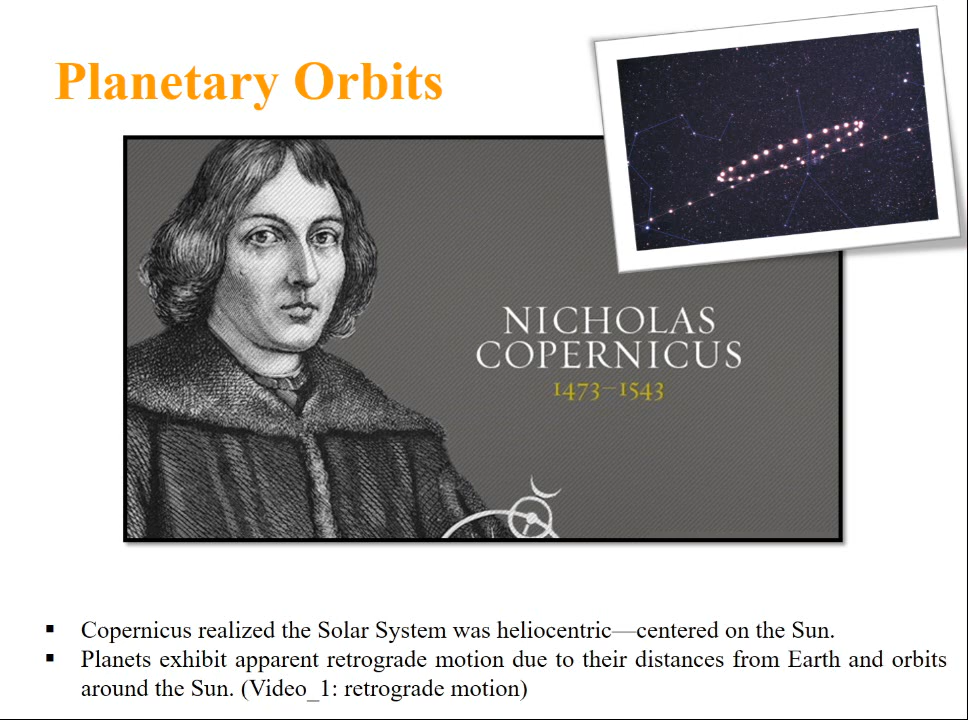 Planetary Orbits
NICHOLAS
COPERNICUS
1473–1543
▪ Copernicus realized the Solar System was heliocentric—centered on the Sun.
▪ Planets exhibit apparent retrograde motion due to their distances from Earth and orbits
around the Sun. (Video_1: retrograde motion)